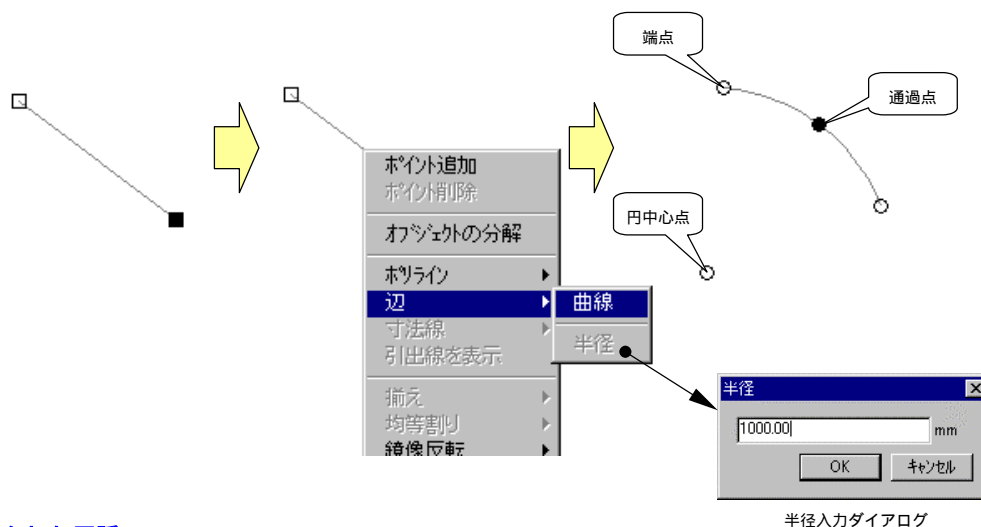 端点
通過点
円中心点
ﾎﾟｲﾝﾄ追加
ﾎﾟｲﾝﾄ削除
ｵﾌﾞｼﾞｪｸﾄの分解
ﾎﾟﾘﾗｲﾝ
辺
寸法線
引出線を表示
揃え
均等割り
鏡像反転
曲線
半径
半径
1000.00
mm
OK
ｷｬﾝｾﾙ
半径入力ダイアログ